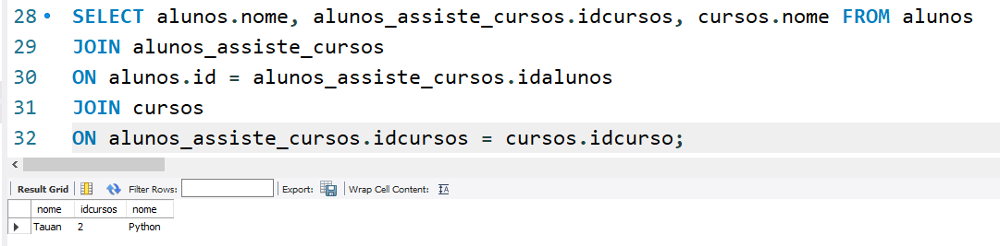 28 SELECT alunos.nome, alunos_assiste_cursos.idcursos, cursos.nome FROM alunos
29 JOIN alunos_assiste_cursos
30 ON alunos.id = alunos_assiste_cursos.idalunos
31 JOIN cursos
32 ON alunos_assiste_cursos.idcursos = cursos.idcurso;
Result Grid Filter Rows: Export: Wrap Cell Content:
nome idcursos nome
Tauan 2 Python